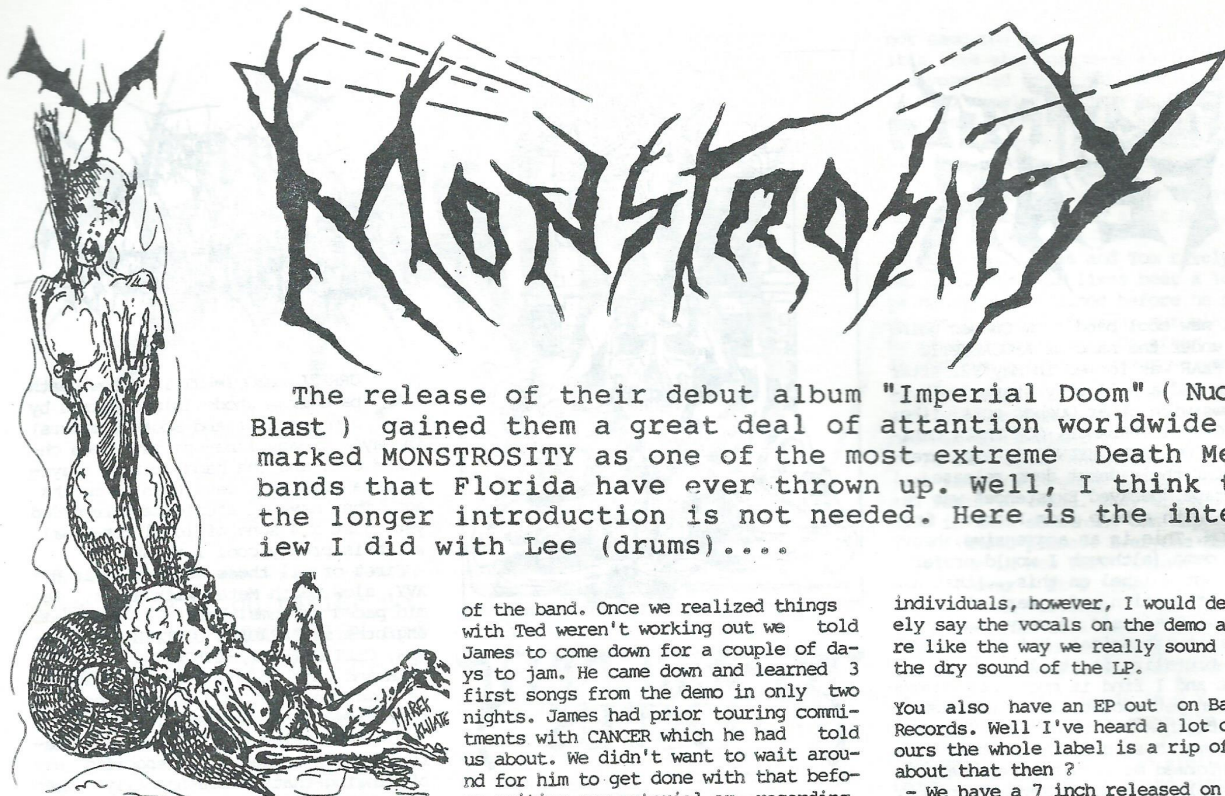 MONSTROSITY
The release of their debut album "Imperial Doom" ( Nuc
Blast ) gained them a great deal of attantion worldwide
marked MONSTROSITY as one of the most extreme Death Me
bands that Florida have ever thrown up. Well, I think t
the longer introduction is not needed. Here is the inte
iew I did with Lee (drums)....
of the band. Once we realized things
with Ted weren't working out we told
James to come down for a couple of da-
ys to jam. He came down and learned 3
first songs from the demo in only two
nights. James had prior touring commi-
tments with CANCER which he had told
us about. We didn't want to wait arou-
nd for him to get done with that befo-
individuals, however, I would de
ely say the vocals on the demo a
re like the way we really sound
the dry sound of the LP.
You also have an EP out on Ba
Records. Well I've heard a lot o
ours the whole label is a rip of
about that then ?
- We have a 7 inch released on
MAREK